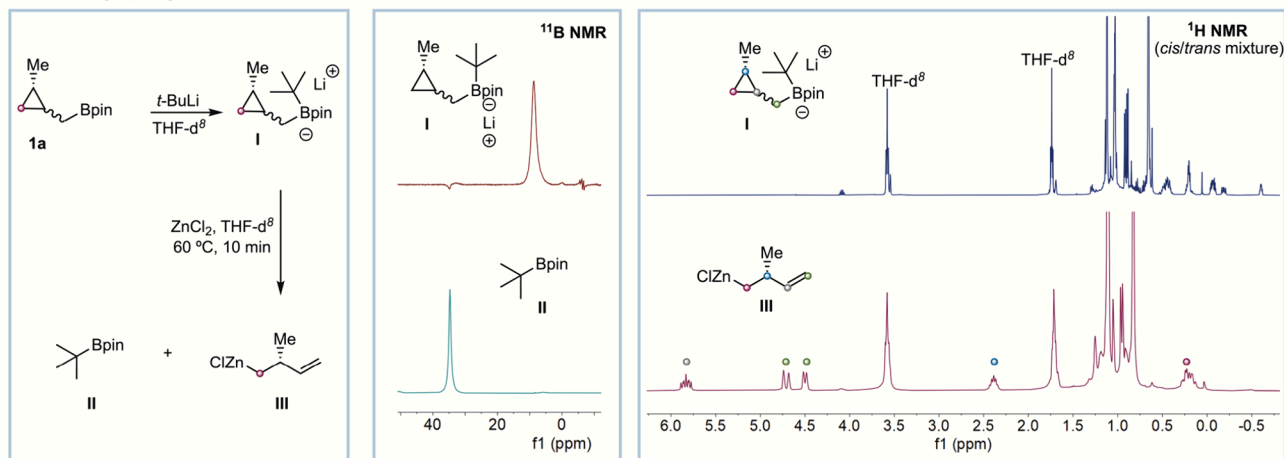 Me
Bpin
1a
t-BuLi
THF-d⁸
Me
Li
⊕
Bpin
⊖
I
ZnCl₂, THF-d⁸
60 ºC, 10 min
Bpin
+
Me
ClZn
II
III
¹¹B NMR
Me
Bpin
⊖
Li
⊕
I
Bpin
II
40 20 0
f1 (ppm)
¹H NMR
(cis/trans mixture)
Me
Li
⊕
Bpin
⊖
I
THF-d⁸
THF-d⁸
Me
ClZn
III
6.0 5.5 5.0 4.5 4.0 3.5 3.0 2.5 2.0 1.5 1.0 0.5 0.0 -0.5
f1 (ppm)